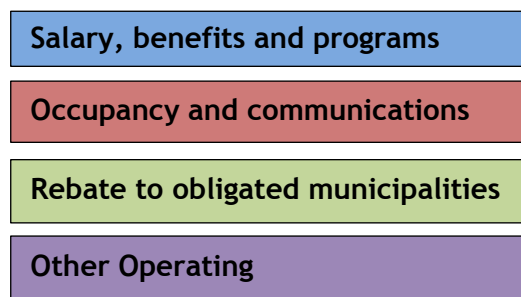 Salary, benefits and programs
Occupancy and communications
Rebate to obligated municipalities
Other Operating